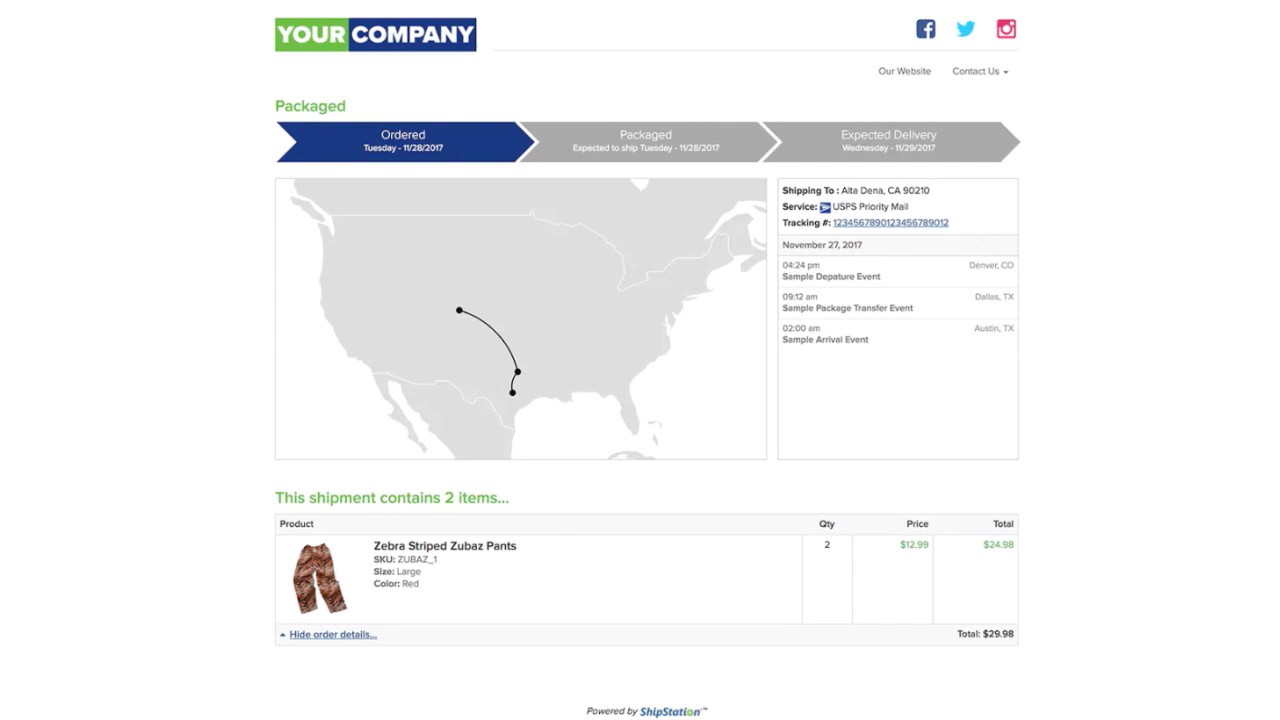 YOUR COMPANY
Our Website Contact Us
Packaged
Ordered
Tuesday - 11/28/2017
Packaged
Expected to ship Tuesday - 11/28/2017
Expected Delivery
Wednesday - 11/29/2017
Shipping To : Alta Dena, CA 90210
Service: USPS Priority Mail
Tracking #: 1234567890123456789012
November 27, 2017
04:24 pm Denver, CO
Sample Depature Event
09:12 am Dallas, TX
Sample Package Transfer Event
02:00 am Austin, TX
Sample Arrival Event
This shipment contains 2 items...
Product Qty Price Total
Zebra Striped Zubaz Pants 2 $12.99 $24.98
SKU: ZUBAZ_1
Size: Large
Color: Red
Hide order details... Total: $29.98
Powered by ShipStation™